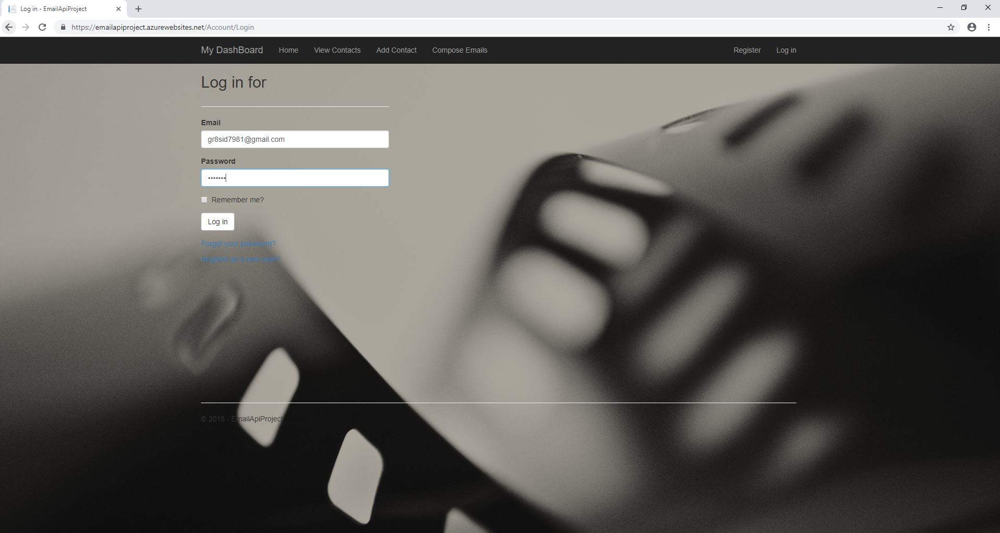 Log in - EmailApiProject
https://emailapiproject.azurewebsites.net/Account/Login
My DashBoard Home View Contacts Add Contact Compose Emails Register Log in
Log in for
Email
gr8sid7981@gmail.com
Password
•••••••
Remember me?
Log in
Forgot your password?
Register as a new user?
© 2018 - EmailApiProject